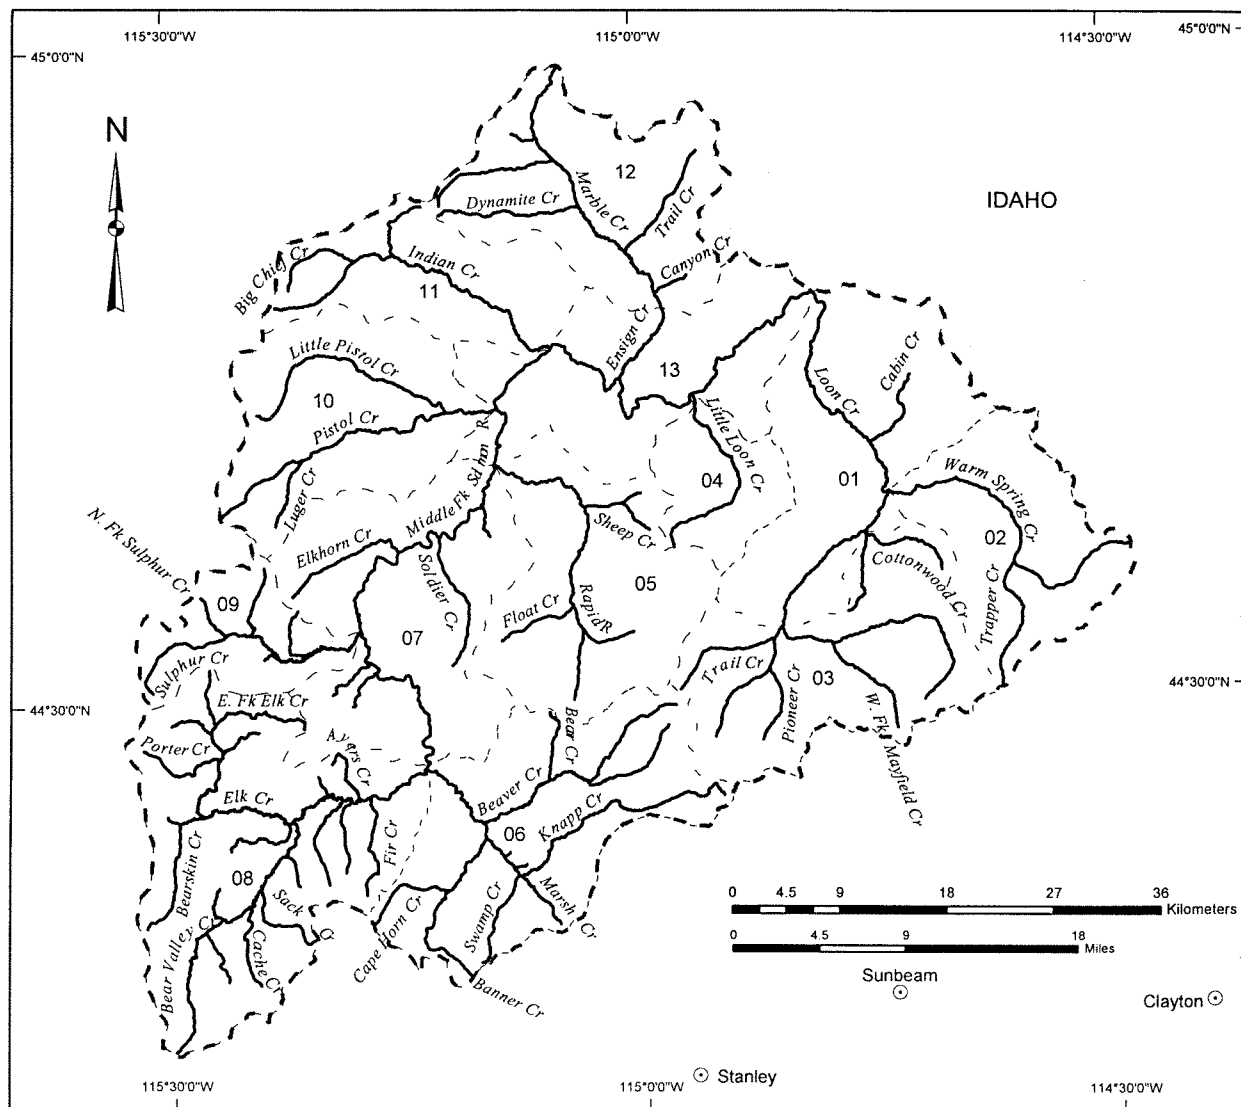 115°30'0"W
115°0'0"W
114°30'0"W
45°0'0"N
45°0'0"N
N
IDAHO
12
Marble Cr
Trail Cr
Dynamite Cr
Canyon Cr
Big Chief Cr
Indian Cr
11
Ensign Cr
13
Little Pistol Cr
Loon Cr
Cabin Cr
10
Pistol Cr
Little Loon Cr
Luger Cr
04
01
Warm Spring Cr
N. Fk Sulphur Cr
Elkhorn Cr
Middle Fk
R
Sheep Cr
02
Cottonwood Cr
Soldier Cr
05
09
Float Cr
Rapid R
Trapper Cr
07
Sulphur Cr
Trail Cr
03
44°30'0"N
44°30'0"N
E. Fk Elk Cr
Pioneer Cr
W. Fk Mayfield Cr
Bear Cr
Porter Cr
Ayers Cr
Beaver Cr
Elk Cr
Knapp Cr
06
Fir Cr
Bearskin Cr
08
Sack Cr
Marsh Cr
Swamp Cr
Cape Horn Cr
Bear Valley Cr
Cache Cr
Banner Cr
0 4.5 9 18 27 36
Kilometers
0 4.5 9 18
Miles
Sunbeam
Clayton
Stanley
115°30'0"W
115°0'0"W
114°30'0"W